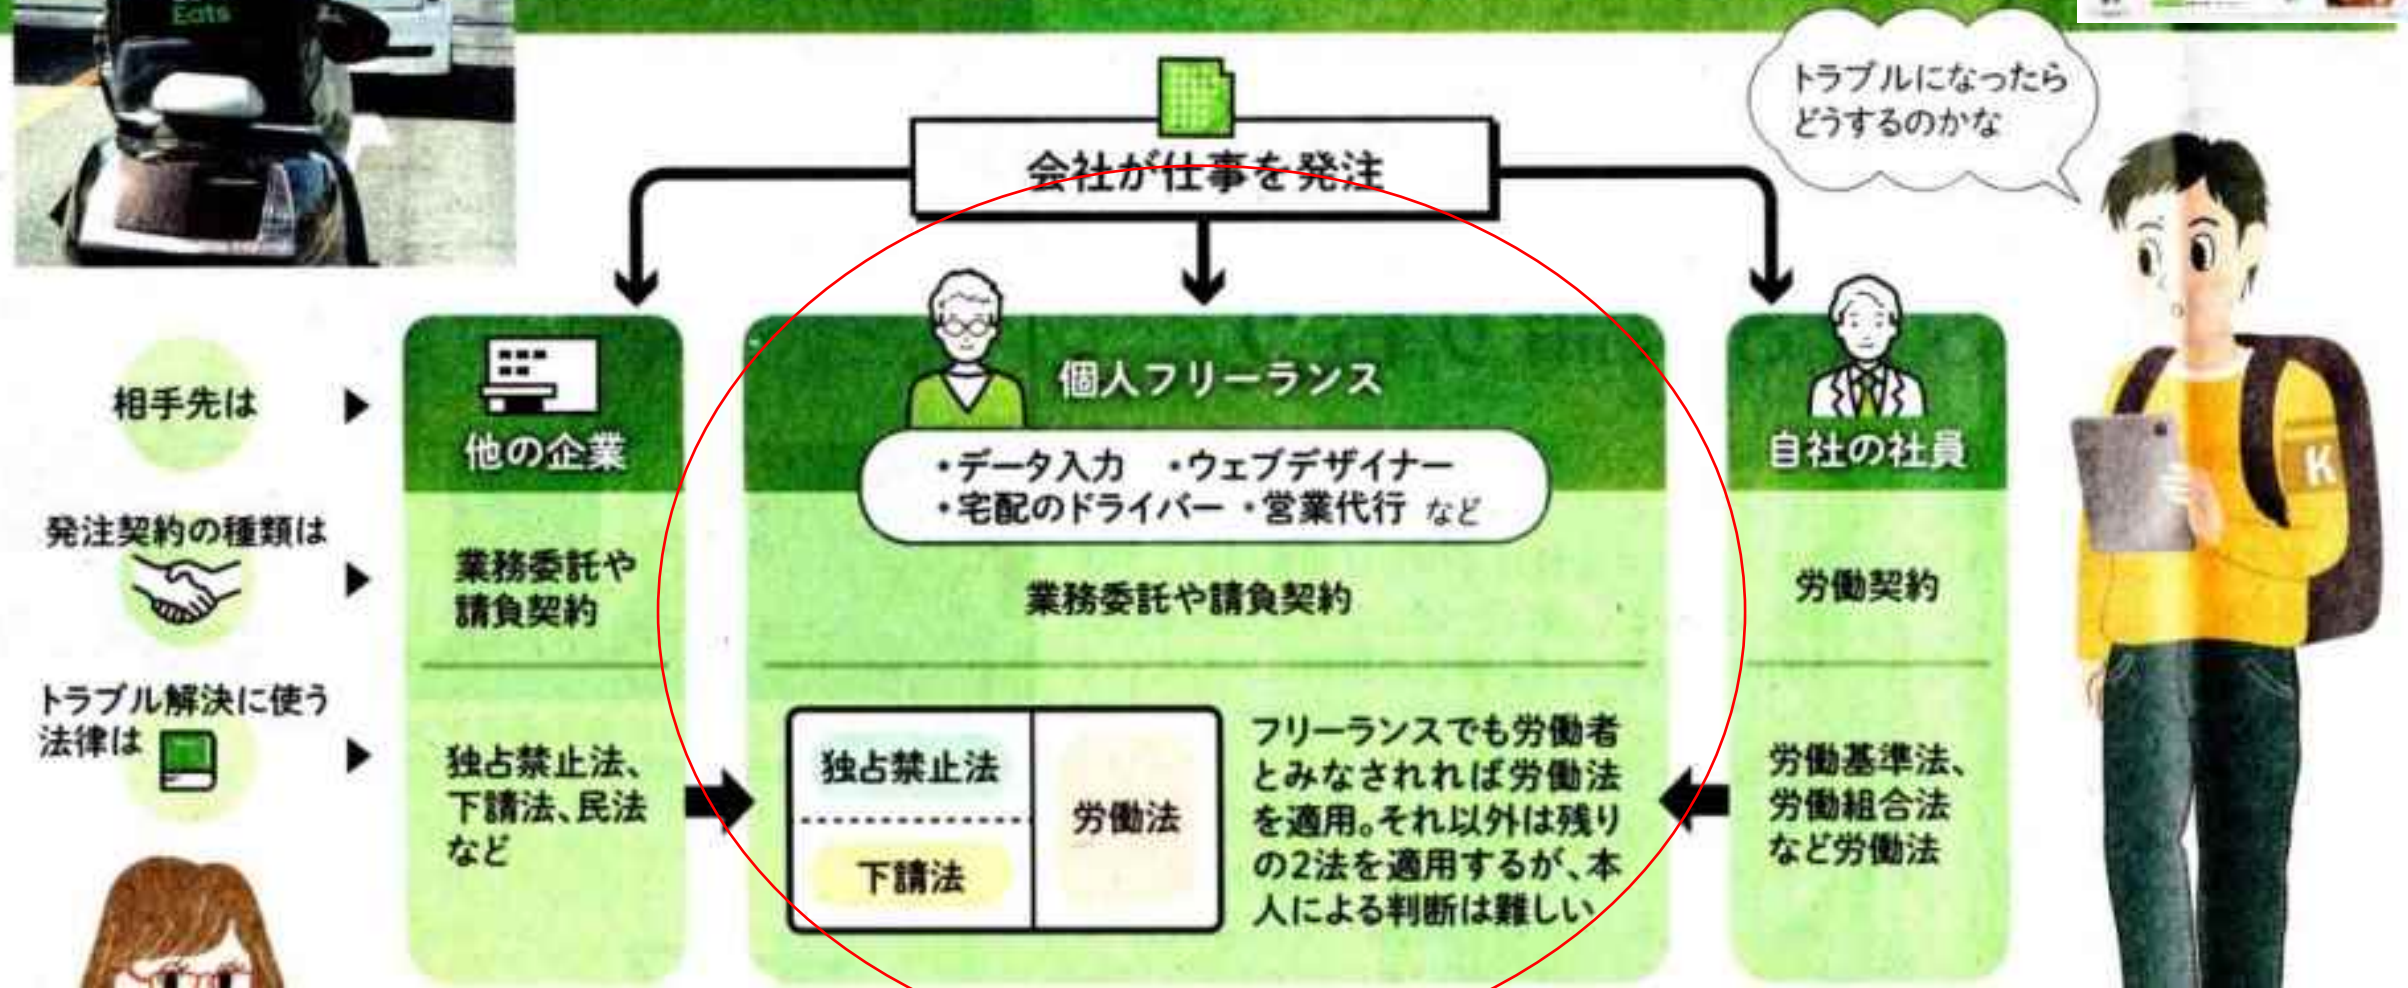 Eats
トラブルになったら
どうするのかな
会社が仕事を発注
相手先は
他の企業
個人フリーランス
・データ入力 ・ウェブデザイナー
・宅配のドライバー ・営業代行 など
自社の社員
K
発注契約の種類は
業務委託や
請負契約
業務委託や請負契約
労働契約
トラブル解決に使う
法律は
独占禁止法、
下請法、民法
など
独占禁止法
下請法
労働法
フリーランスでも労働者
とみなされれば労働法
を適用。それ以外は残り
の2法を適用するが、本
人による判断は難しい
労働基準法、
労働組合法
など労働法